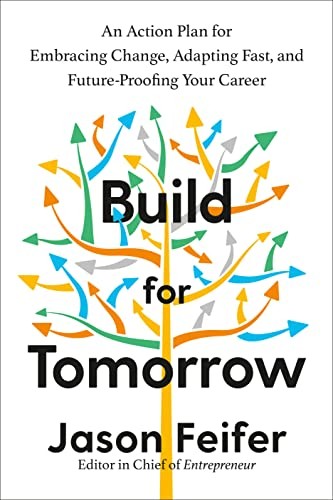 An Action Plan for
Embracing Change, Adapting Fast, and
Future-Proofing Your Career
Build
for
Tomorrow
Jason Feifer
Editor in Chief of Entrepreneur